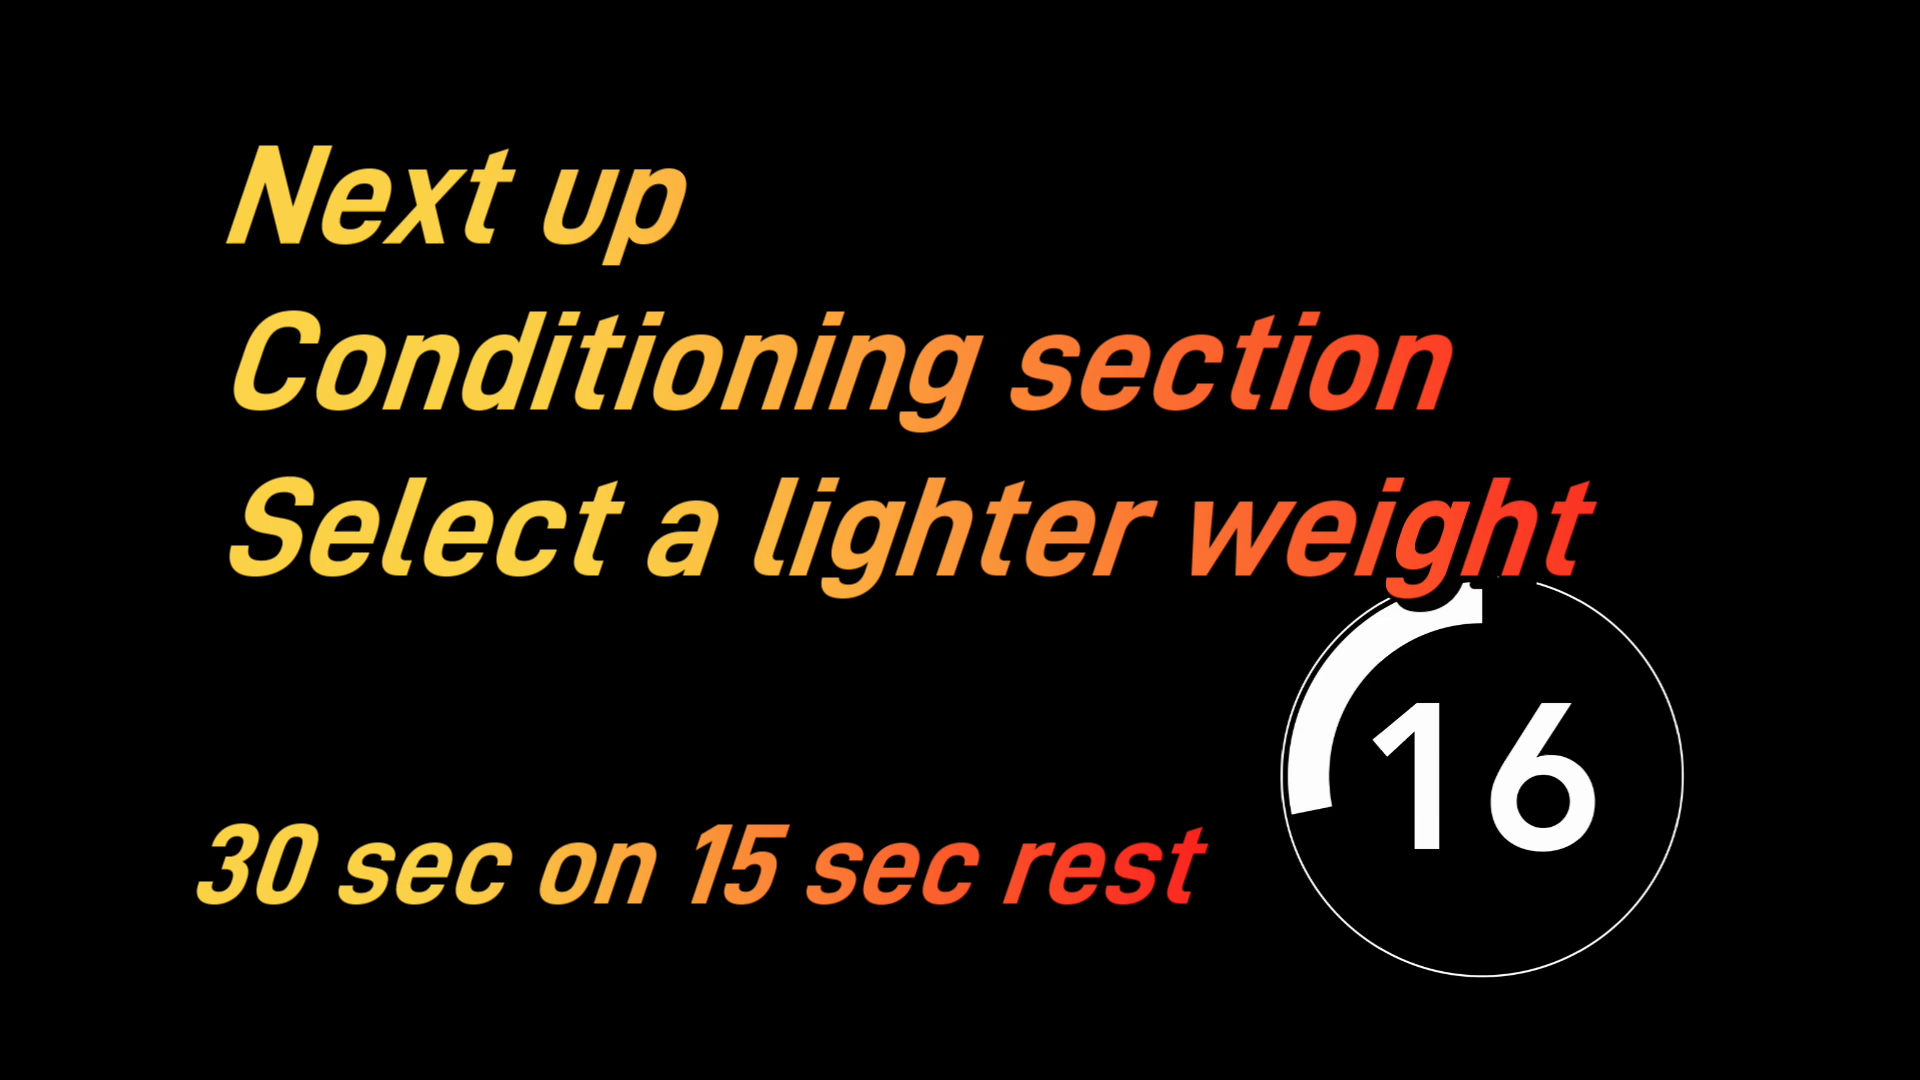 Next up
Conditioning section
Select a lighter weight
16
30 sec on 15 sec rest